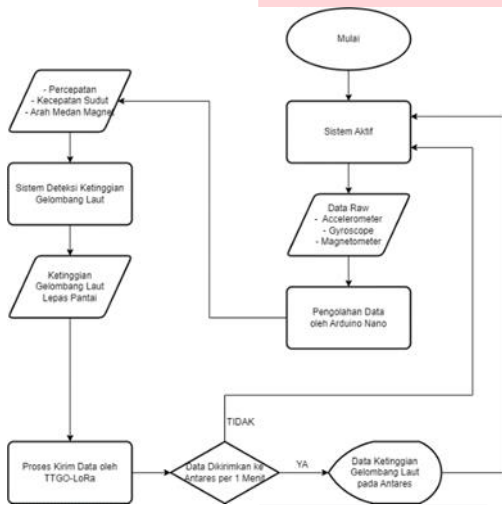 Mulai
Sistem Aktif
Data Raw
- Accelerometer
- Gyroscope
- Magnetometer
Pengolahan Data
oleh Arduino Nano
- Percepatan
- Kecepatan Sudut
- Arah Medan Magnet
Sistem Deteksi Ketinggian
Gelombang Laut
Ketinggian
Gelombang Laut
Lepas Pantai
Proses Kirim Data oleh
TTGO-LoRa
Data Dikirimkan ke
Antares per 1 Menit
TIDAK
YA
Data Ketinggian
Gelombang Laut
pada Antares